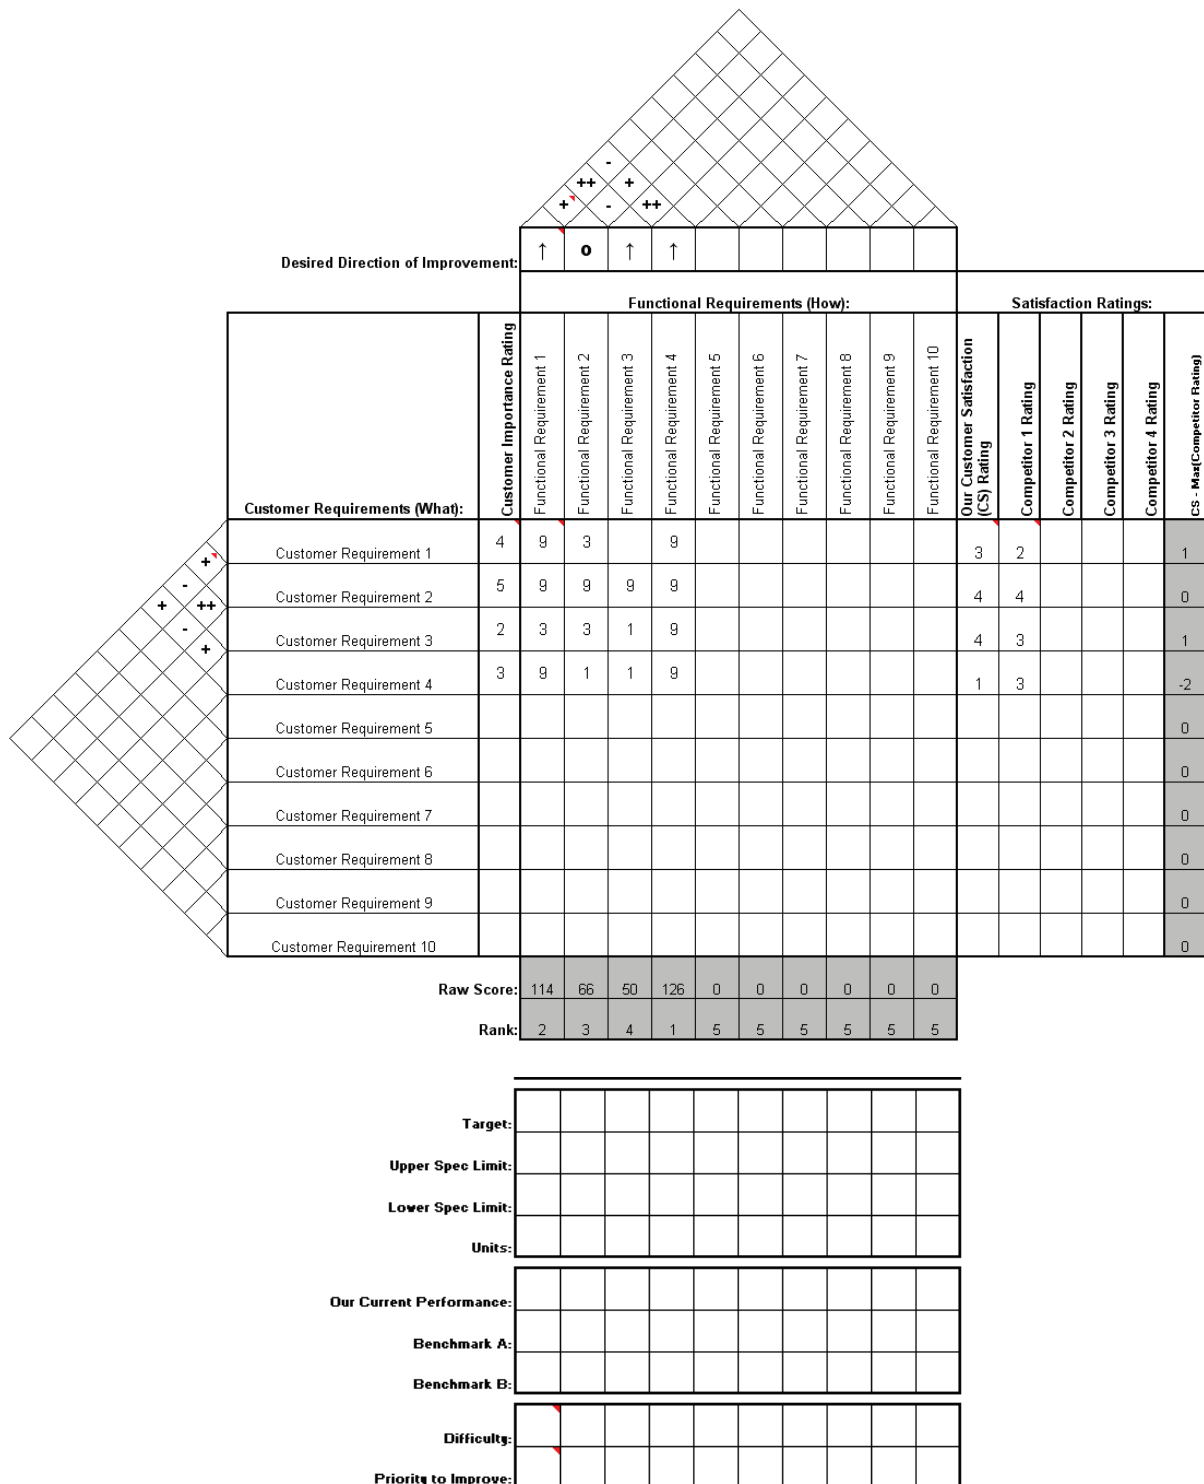 -
++ +
+ - ++
Desired Direction of Improvement: ↑ o ↑ ↑
Functional Requirements (How): Satisfaction Ratings:
Customer Requirements (What):
Customer Importance Rating
Functional Requirement 1
Functional Requirement 2
Functional Requirement 3
Functional Requirement 4
Functional Requirement 5
Functional Requirement 6
Functional Requirement 7
Functional Requirement 8
Functional Requirement 9
Functional Requirement 10
Our Customer Satisfaction
(CS) Rating
Competitor 1 Rating
Competitor 2 Rating
Competitor 3 Rating
Competitor 4 Rating
CS - Max(Competitor Rating)
+
-
+ ++
-
+
Customer Requirement 1 4 9 3 9 3 2 1
Customer Requirement 2 5 9 9 9 9 4 4 0
Customer Requirement 3 2 3 3 1 9 4 3 1
Customer Requirement 4 3 9 1 1 9 1 3 -2
Customer Requirement 5 0
Customer Requirement 6 0
Customer Requirement 7 0
Customer Requirement 8 0
Customer Requirement 9 0
Customer Requirement 10 0
Raw Score: 114 66 50 126 0 0 0 0 0 0
Rank: 2 3 4 1 5 5 5 5 5 5
Target:
Upper Spec Limit:
Lower Spec Limit:
Units:
Our Current Performance:
Benchmark A:
Benchmark B:
Difficulty:
Priority to Improve: